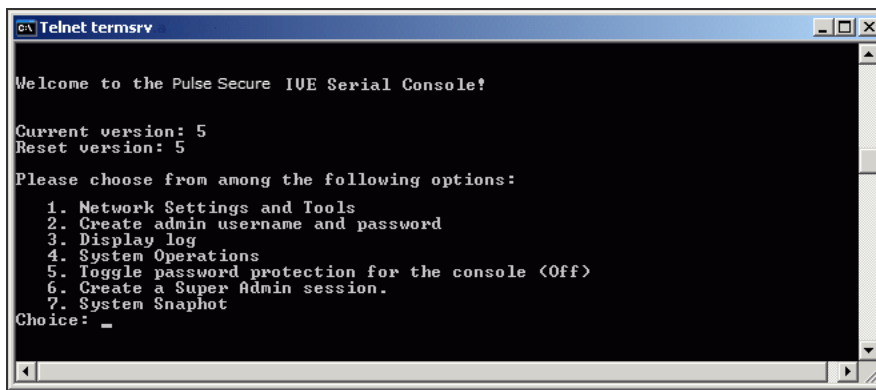 C:\ Telnet termsrv
Welcome to the Pulse Secure IVE Serial Console!
Current version: 5
Reset version: 5
Please choose from among the following options:
1. Network Settings and Tools
2. Create admin username and password
3. Display log
4. System Operations
5. Toggle password protection for the console (Off)
6. Create a Super Admin session.
7. System Snaphot
Choice: _